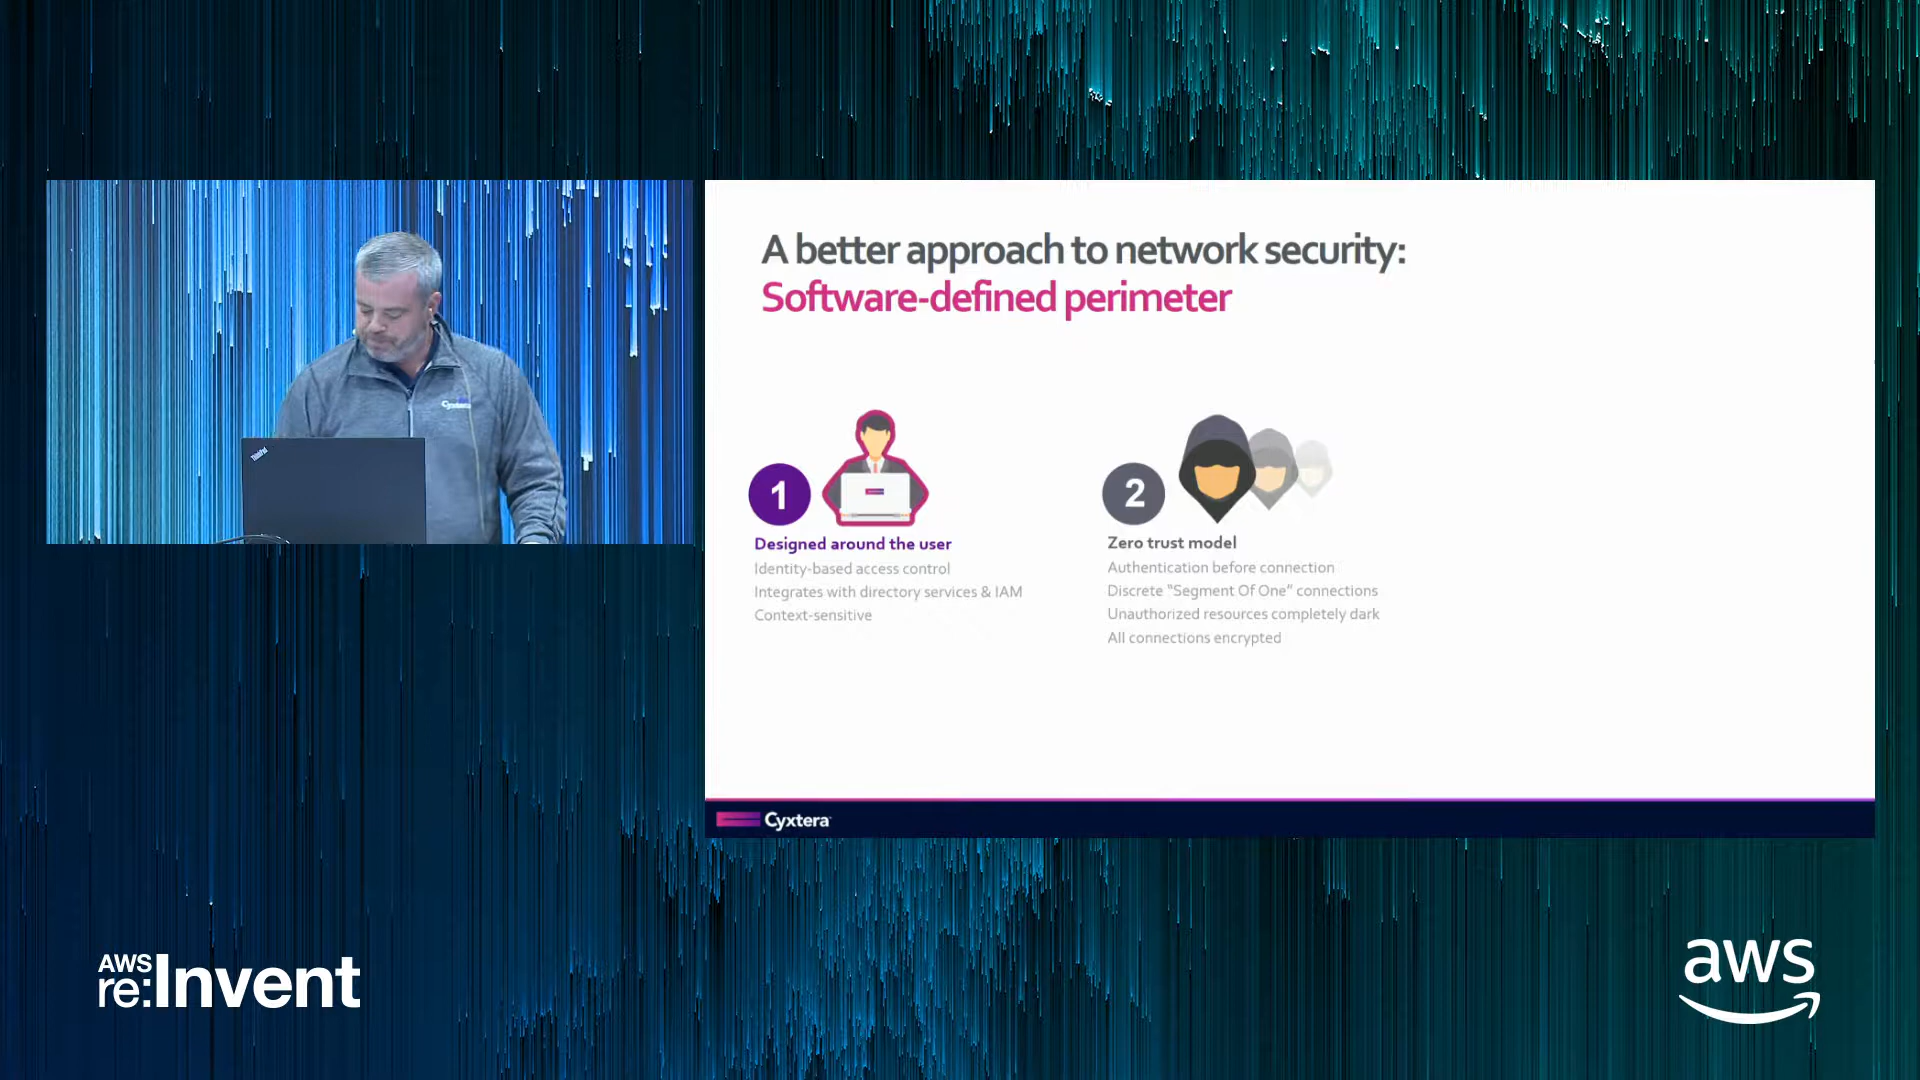 A better approach to network security:
Software-defined perimeter
1
Designed around the user
Identity-based access control
Integrates with directory services & IAM
Context-sensitive
2
Zero trust model
Authentication before connection
Discrete “Segment Of One” connections
Unauthorized resources completely dark
All connections encrypted
Cyxtera
Cyxtera
ThinkPad
AWS
re:Invent
aws